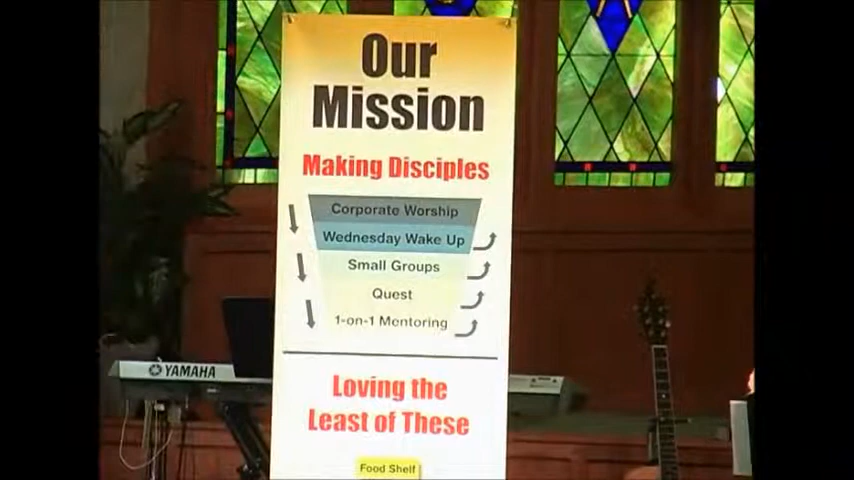 Our
Mission
Making Disciples
Corporate Worship
Wednesday Wake Up
Small Groups
Quest
1-on-1 Mentoring
YAMAHA
Loving the
Least of These
Food Shelf